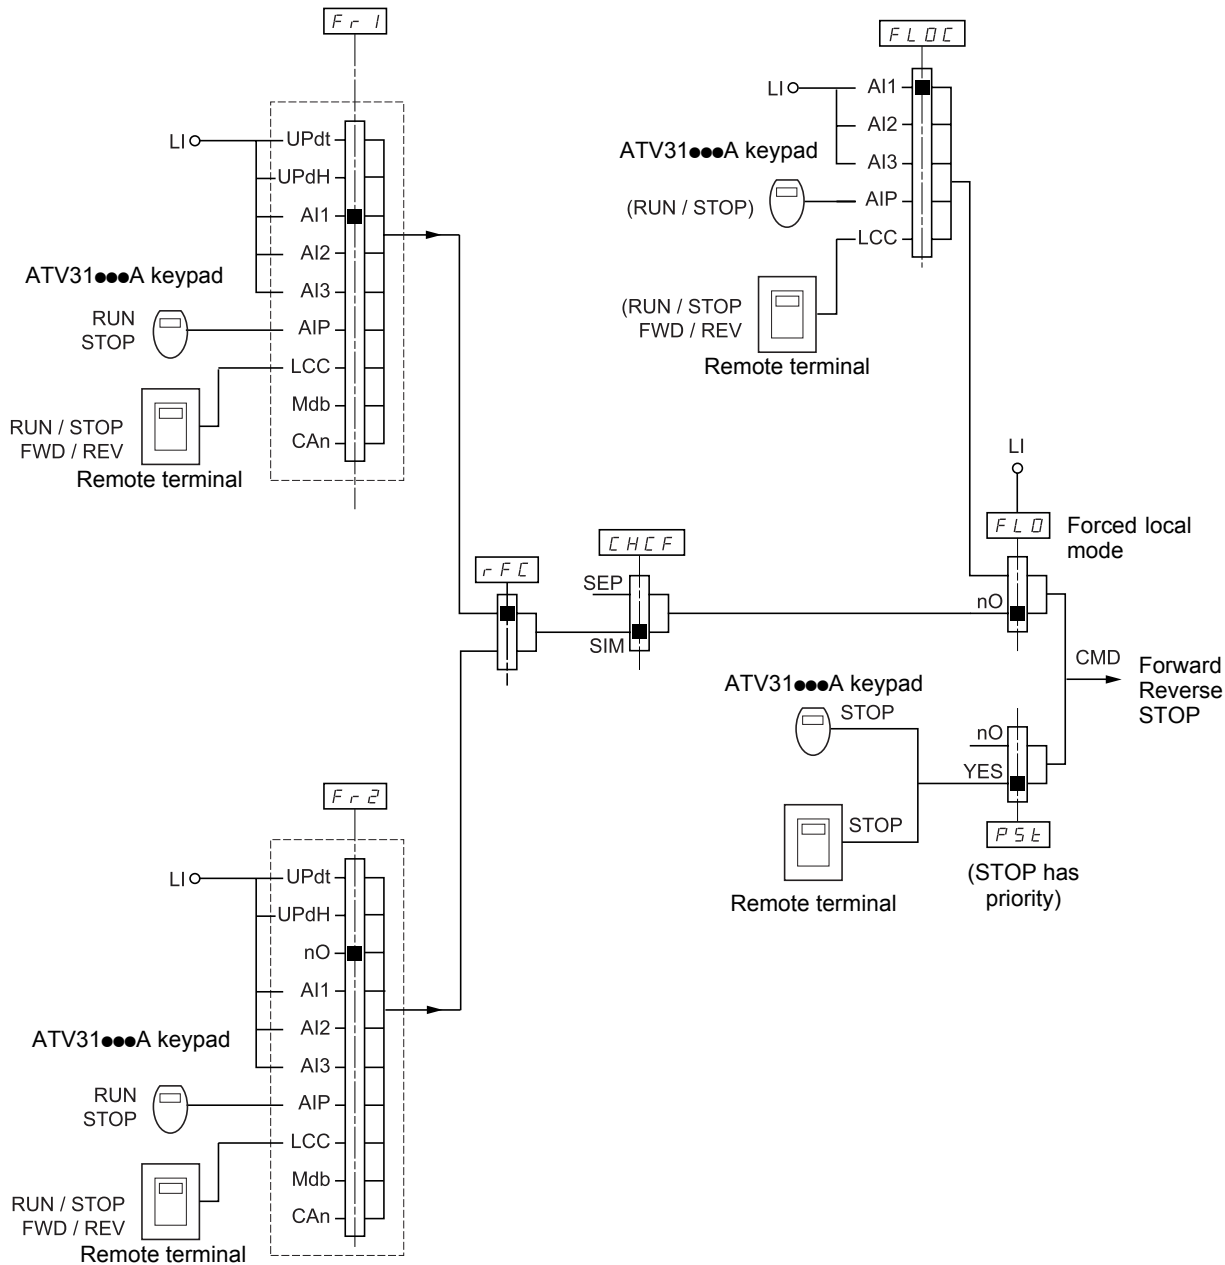 Fr1
LI
UPdt
UPdH
AI1
AI2
AI3
AIP
LCC
Mdb
CAn
ATV31●●●A keypad
RUN
STOP
RUN / STOP
FWD / REV
Remote terminal
FLOC
LI
AI1
AI2
AI3
AIP
LCC
ATV31●●●A keypad
(RUN / STOP)
(RUN / STOP
FWD / REV
Remote terminal
rFC
CHCF
SEP
SIM
LI
FLO
Forced local
mode
nO
CMD
Forward
Reverse
STOP
ATV31●●●A keypad
STOP
STOP
Remote terminal
nO
YES
PSt
(STOP has
priority)
Fr2
LI
UPdt
UPdH
nO
AI1
AI2
AI3
AIP
LCC
Mdb
CAn
ATV31●●●A keypad
RUN
STOP
RUN / STOP
FWD / REV
Remote terminal